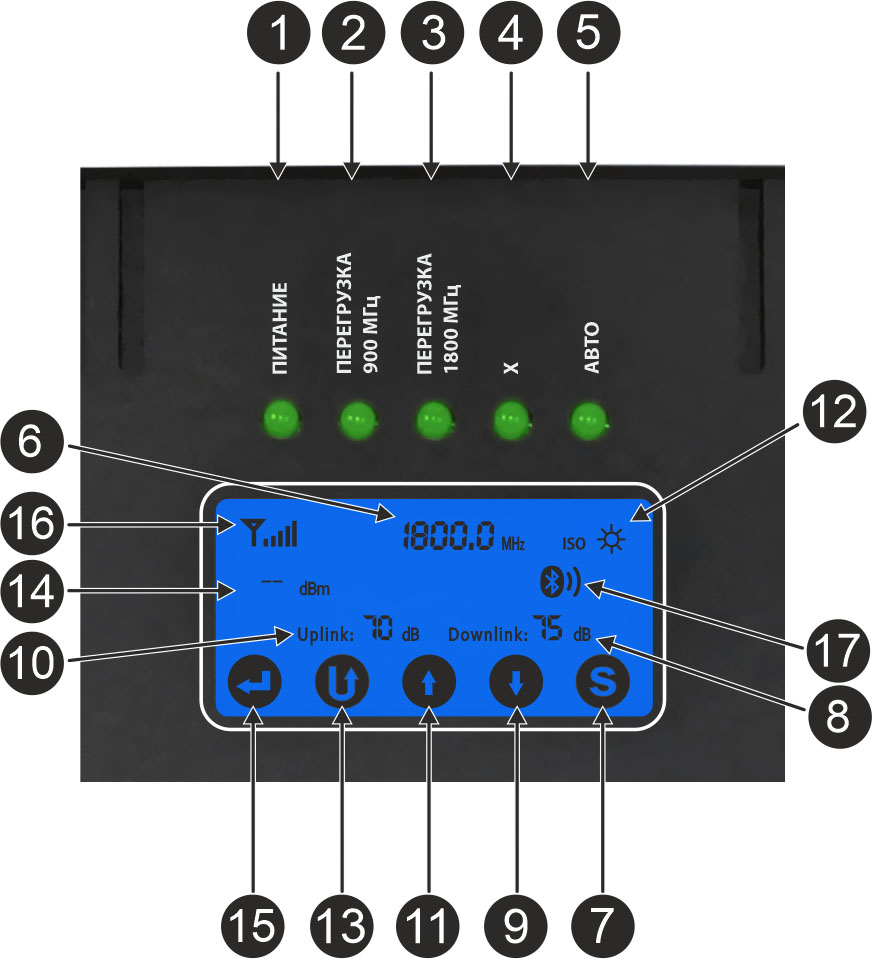 1 2 3 4 5
ПИТАНИЕ
ПЕРЕГРУЗКА
900 МГц
ПЕРЕГРУЗКА
1800 МГц
X
АВТО
12
6
16
1800.0 MHz ISO
14
-- dBm
10
Uplink: 70 dB Downlink: 75 dB
17
8
S
15 13 11 9 7